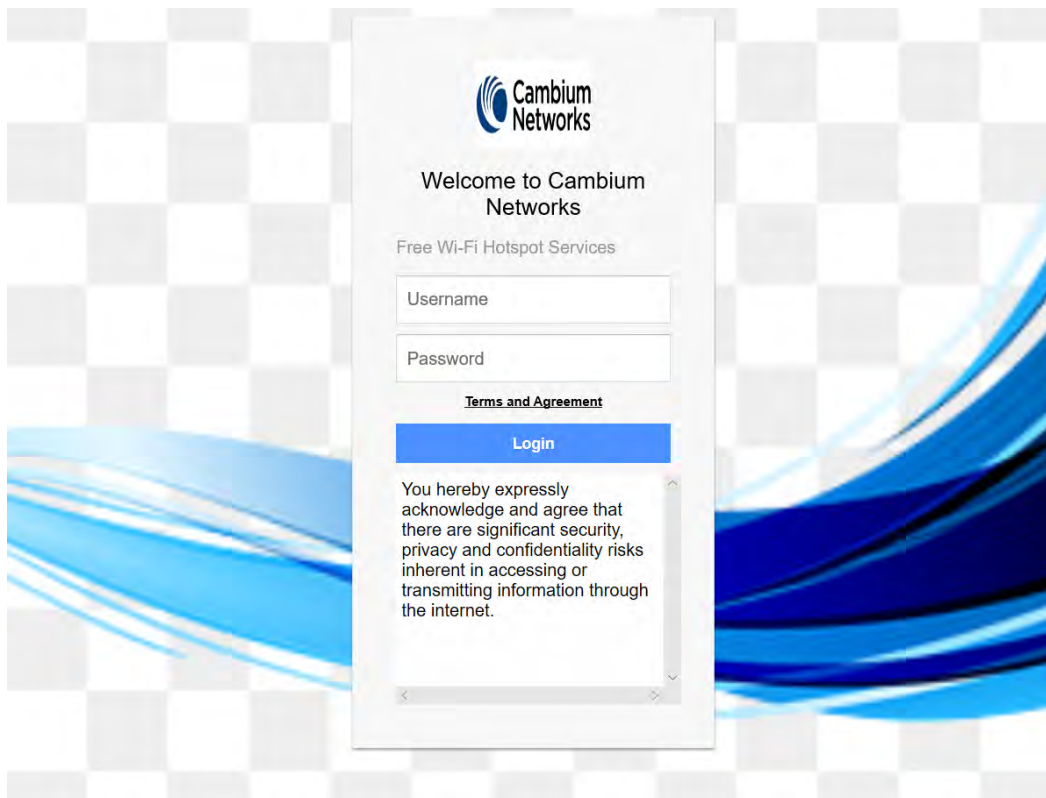 Cambium
Networks
Welcome to Cambium
Networks
Free Wi-Fi Hotspot Services
Username
Password
Terms and Agreement
Login
You hereby expressly
acknowledge and agree that
there are significant security,
privacy and confidentiality risks
inherent in accessing or
transmitting information through
the internet.